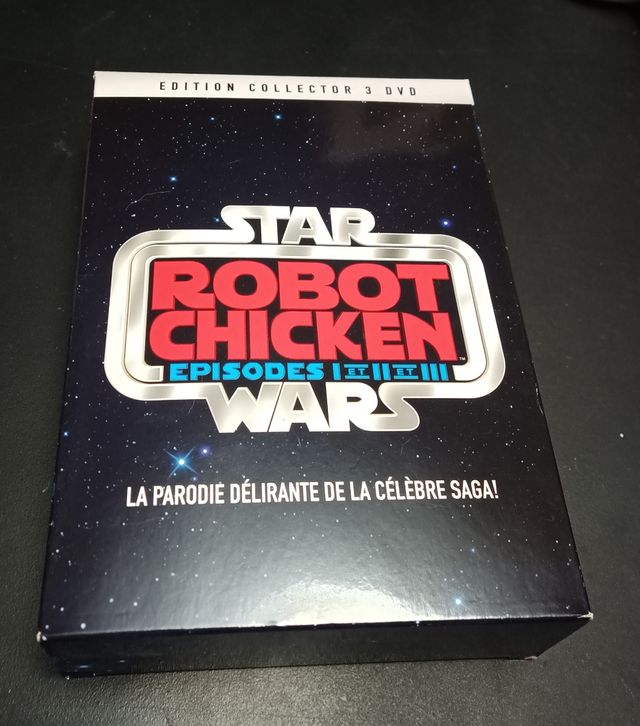 EDITION COLLECTOR 3 DVD
STAR
ROBOT
CHICKEN™
EPISODES I ET II ET III
WARS
LA PARODIE DÉLIRANTE DE LA CÉLÈBRE SAGA!